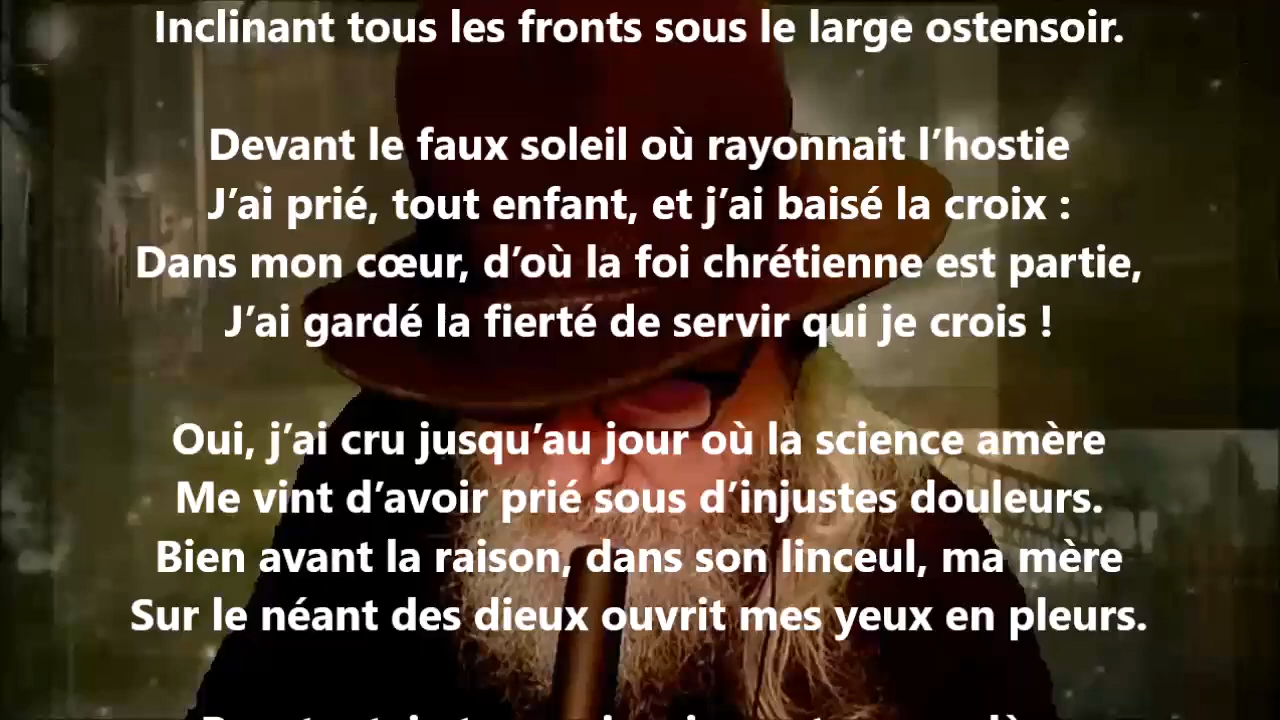 Inclinant tous les fronts sous le large ostensoir.
Devant le faux soleil où rayonnait l’hostie
J’ai prié, tout enfant, et j’ai baisé la croix :
Dans mon cœur, d’où la foi chrétienne est partie,
J’ai gardé la fierté de servir qui je crois !
Oui, j’ai cru jusqu’au jour où la science amère
Me vint d’avoir prié sous d’injustes douleurs.
Bien avant la raison, dans son linceul, ma mère
Sur le néant des dieux ouvrit mes yeux en pleurs.